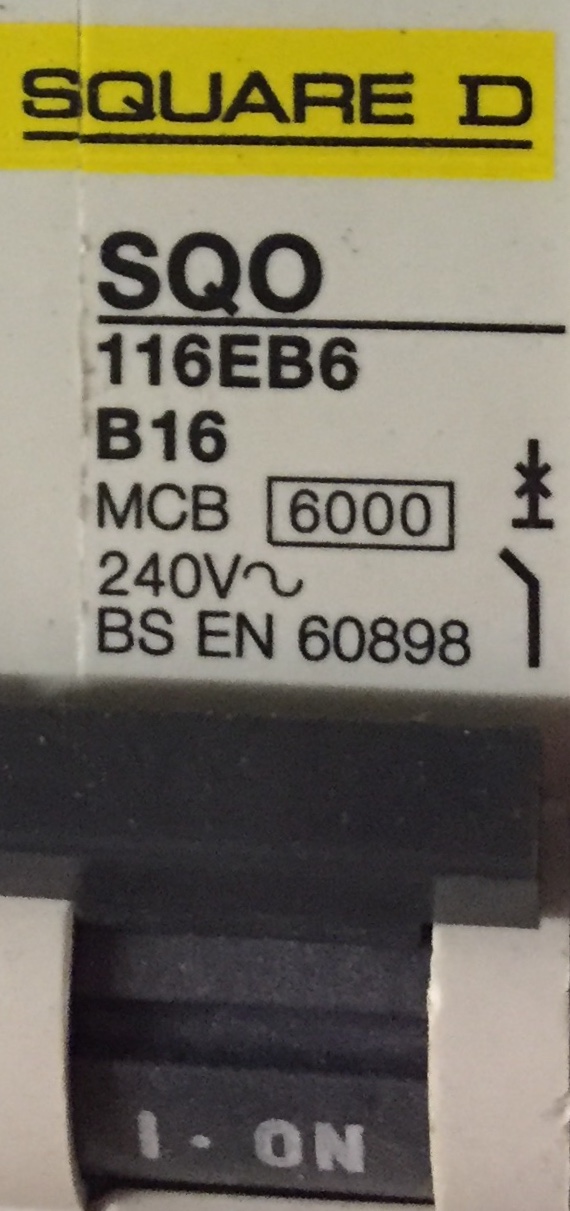 SQUARE D
SQO
116EB6
B16
MCB 6000
240V~
BS EN 60898
I · ON